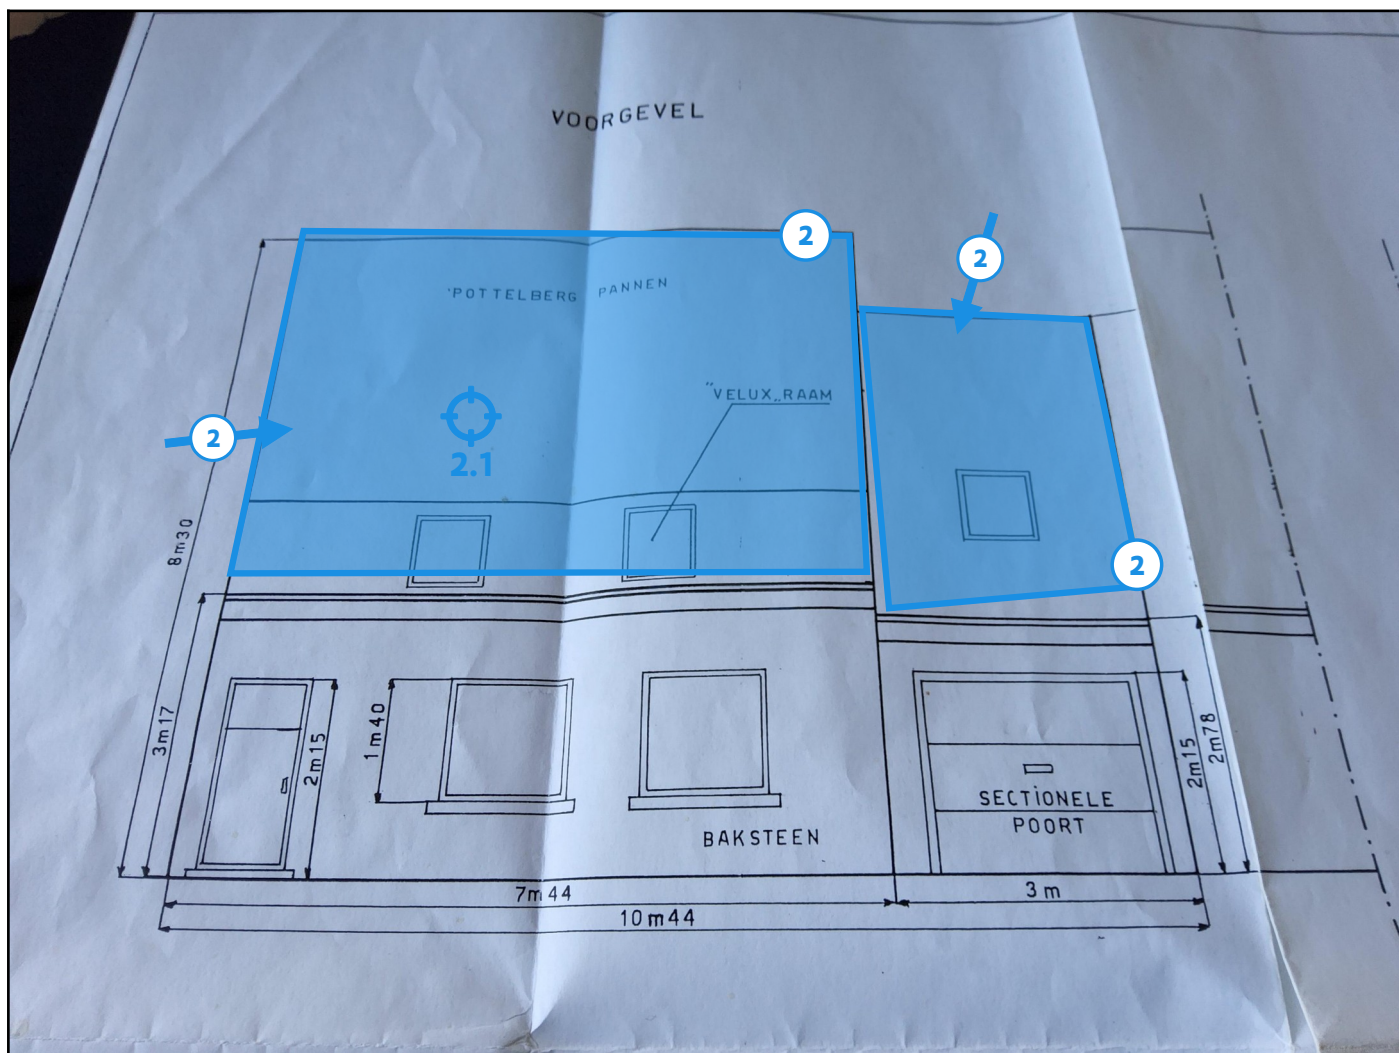 VOORGEVEL
2
2
"POTTELBERG PANNEN
"VELUX„RAAM
2
2.1
8m30
2
3m17
2m15
1m40
2m15
2m78
SECTIONELE
POORT
BAKSTEEN
7m44
3m
10m44